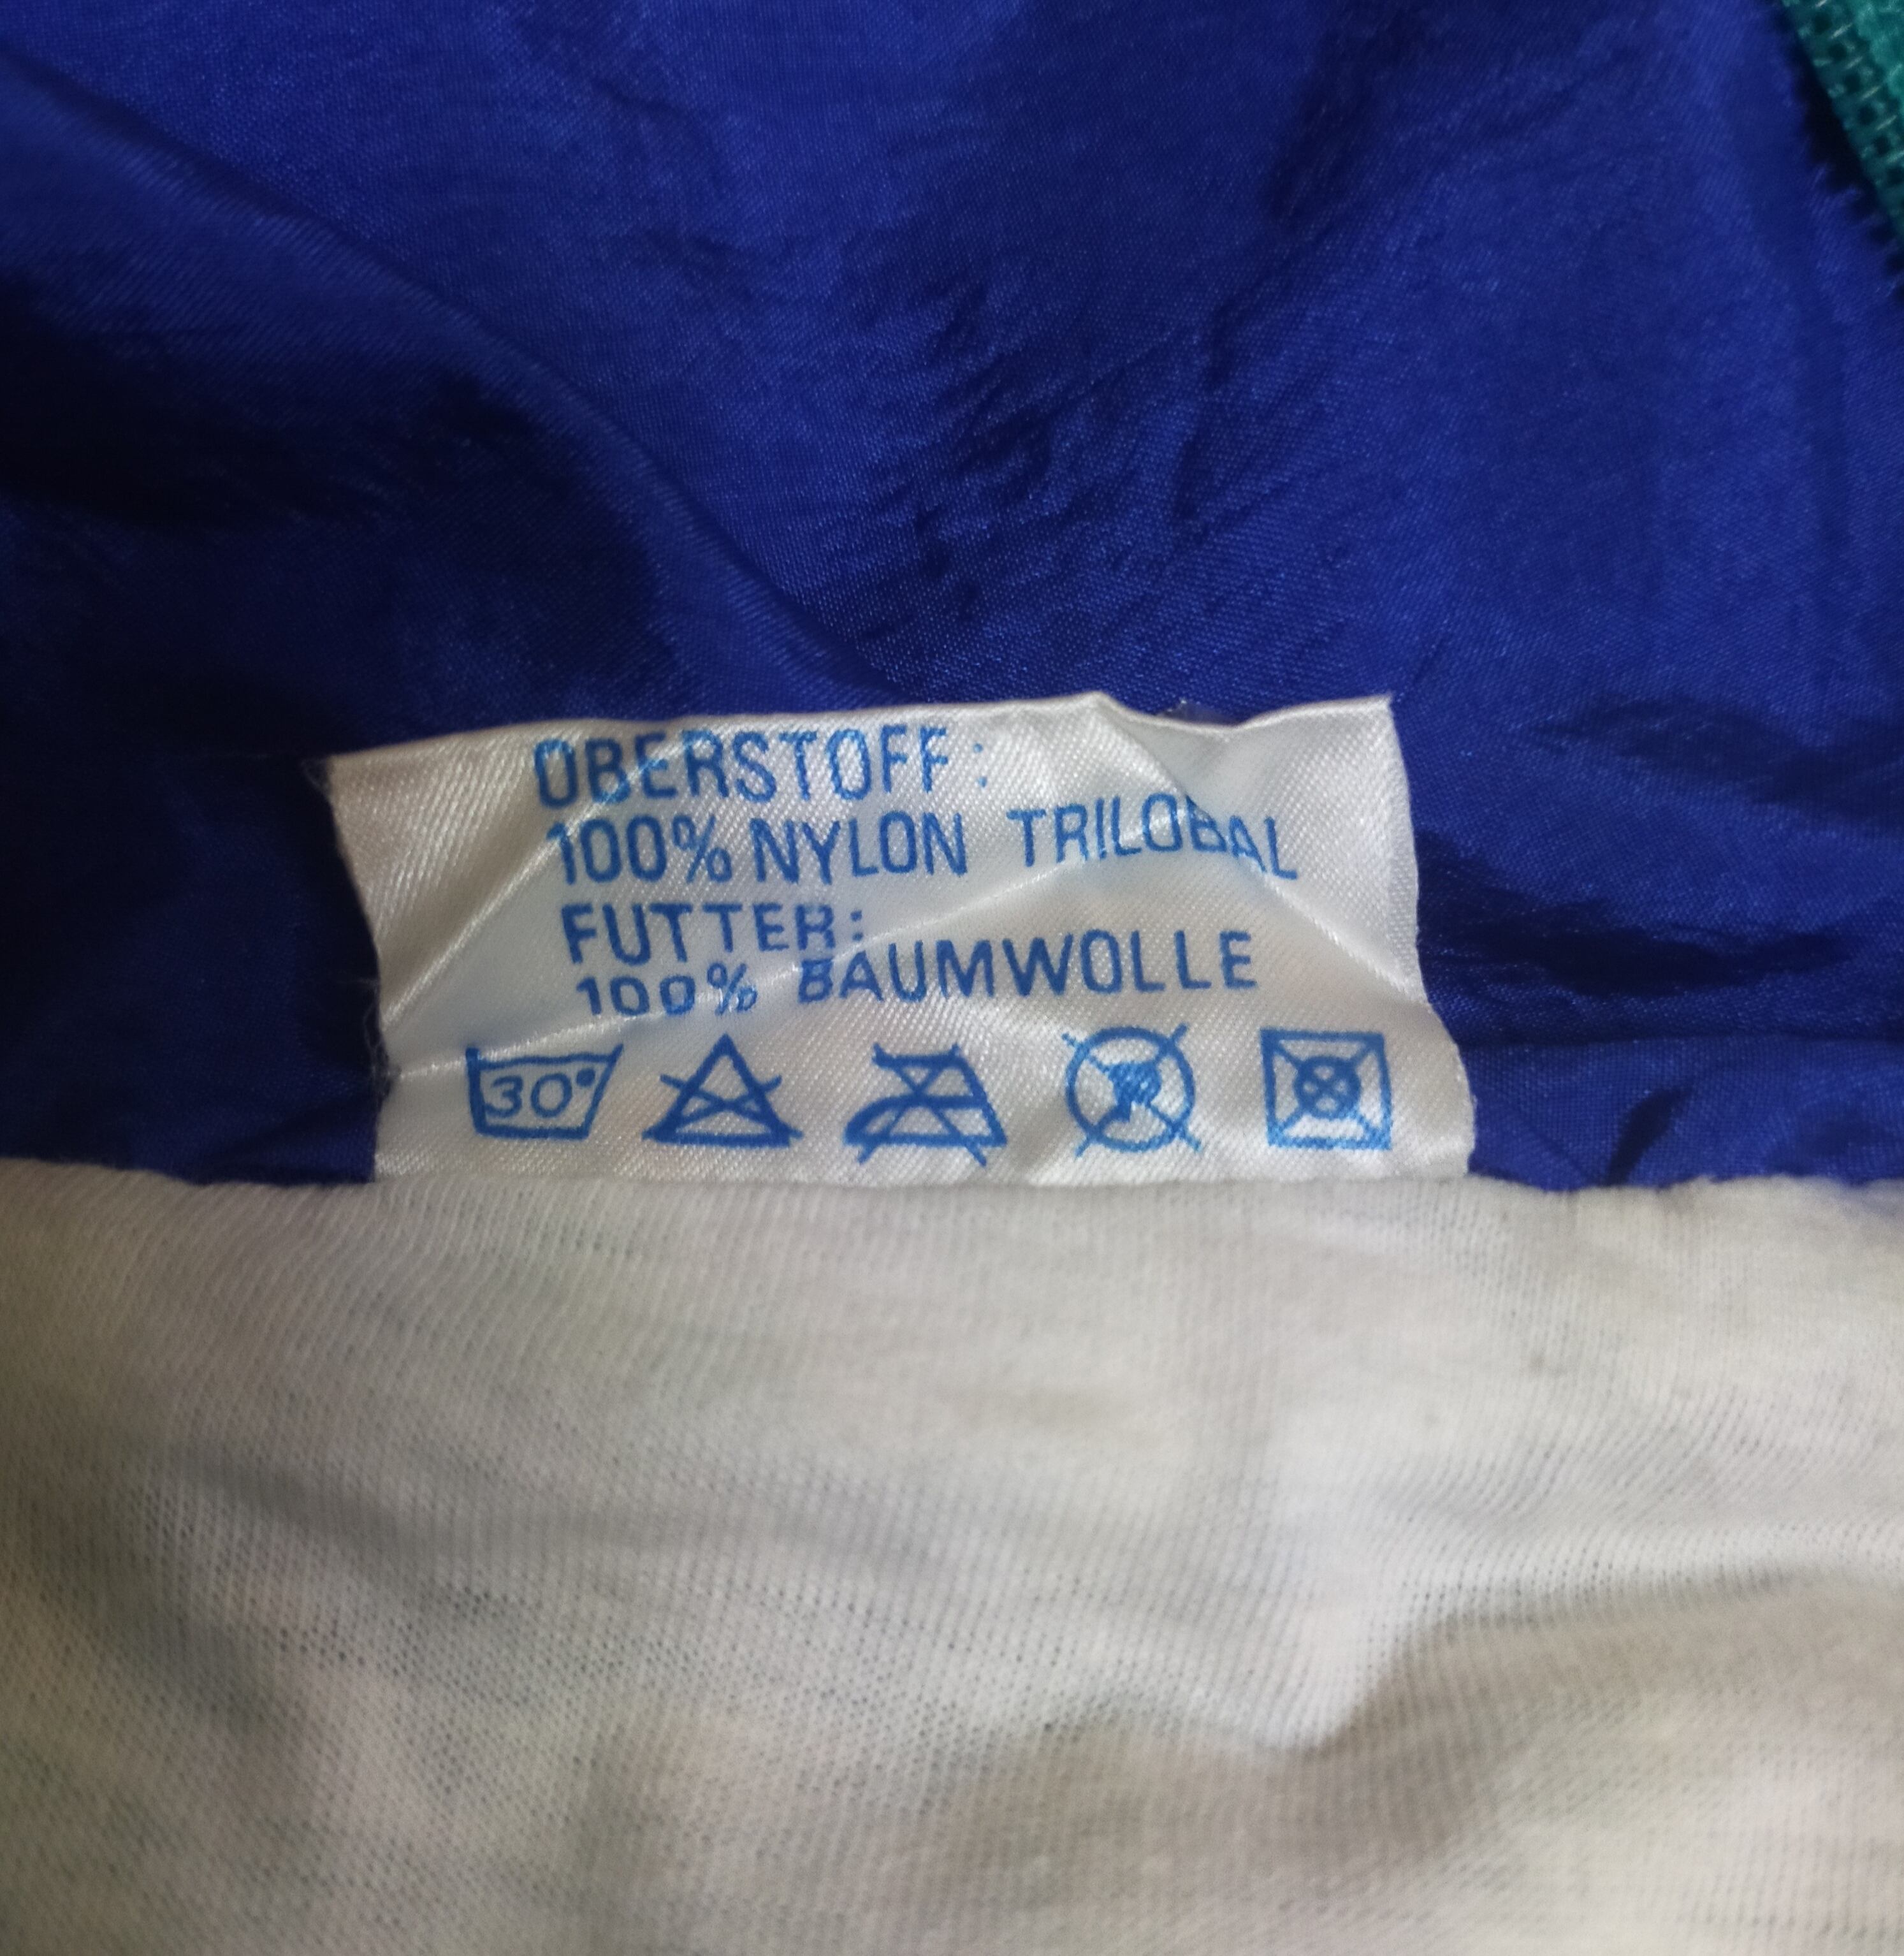 OBERSTOFF:
100% NYLON TRILOBAL
FUTTER:
100% BAUMWOLLE
30°